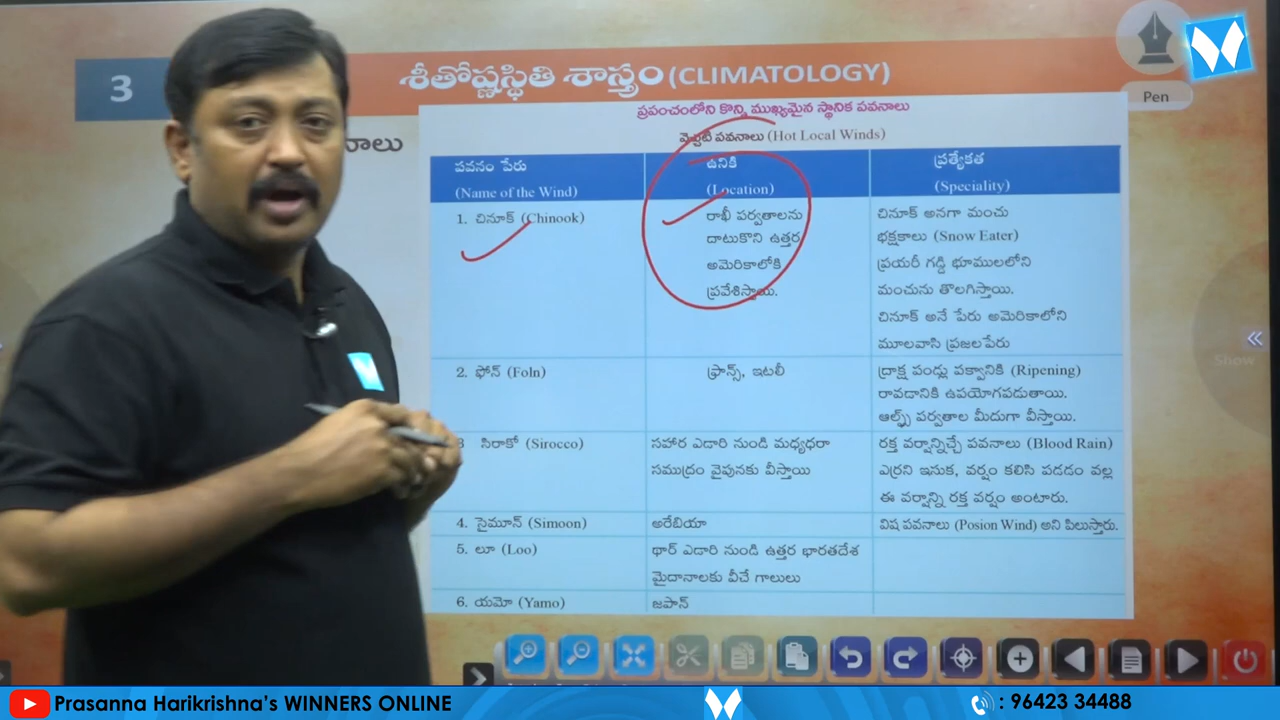 3
శీతోష్ణస్థితి శాస్త్రం (CLIMATOLOGY)
Pen
ప్రపంచంలోని కొన్ని ముఖ్యమైన స్థానిక పవనాలు
వెచ్చటి పవనాలు (Hot Local Winds)
నాలు
పవనం పేరు
(Name of the Wind)
ఉనికి
(Location)
ప్రత్యేకత
(Speciality)
1. చినూక్ (Chinook)
రాఖీ పర్వతాలను
దాటుకొని ఉత్తర
అమెరికాలోకి
ప్రవేశిస్తాయి.
చినూక్ అనగా మంచు
భక్షకాలు (Snow Eater)
ప్రయరీ గడ్డి భూములలోని
మంచును తొలగిస్తాయి.
చినూక్ అనే పేరు అమెరికాలోని
మూలవాసి ప్రజలపేరు
2. ఫోన్ (Foln)
ఫ్రాన్స్, ఇటలీ
ద్రాక్ష పండ్లు పక్వానికి (Ripening)
రావడానికి ఉపయోగపడుతాయి.
ఆల్ప్స్ పర్వతాల మీదుగా వీస్తాయి.
3 సిరాకో (Sirocco)
సహార ఎడారి నుండి మధ్యధరా
సముద్రం వైపునకు వీస్తాయి
రక్త వర్షాన్నిచ్చే పవనాలు (Blood Rain)
ఎర్రని ఇసుక, వర్షం కలిసి పడడం వల్ల
ఈ వర్షాన్ని రక్త వర్షం అంటారు.
4. సైమూన్ (Simoon)
అరేబియా
విష పవనాలు (Posion Wind) అని పిలుస్తారు.
5. లూ (Loo)
థార్ ఎడారి నుండి ఉత్తర భారతదేశ
మైదానాలకు వీచే గాలులు
6. యమో (Yamo)
జపాన్
Show
Prasanna Harikrishna's WINNERS ONLINE
: 96423 34488